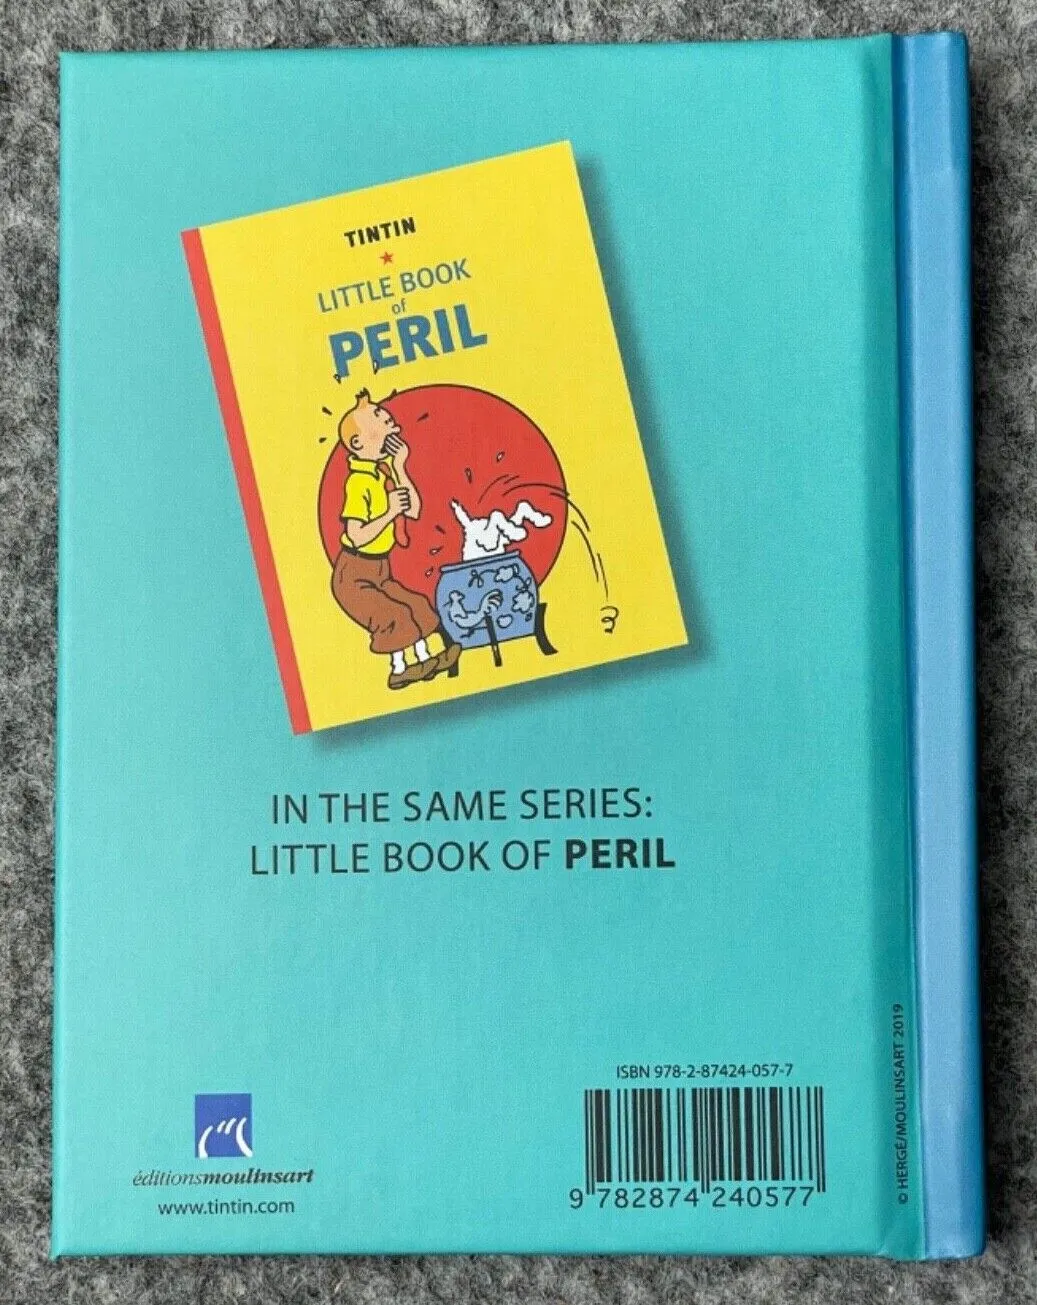 TINTIN
LITTLE BOOK
of
PERIL
IN THE SAME SERIES:
LITTLE BOOK OF PERIL
ISBN 978-2-87424-057-7
9 782874 240577
éditionsmoulinsart
www.tintin.com
© HERGÉ/MOULINSART 2019